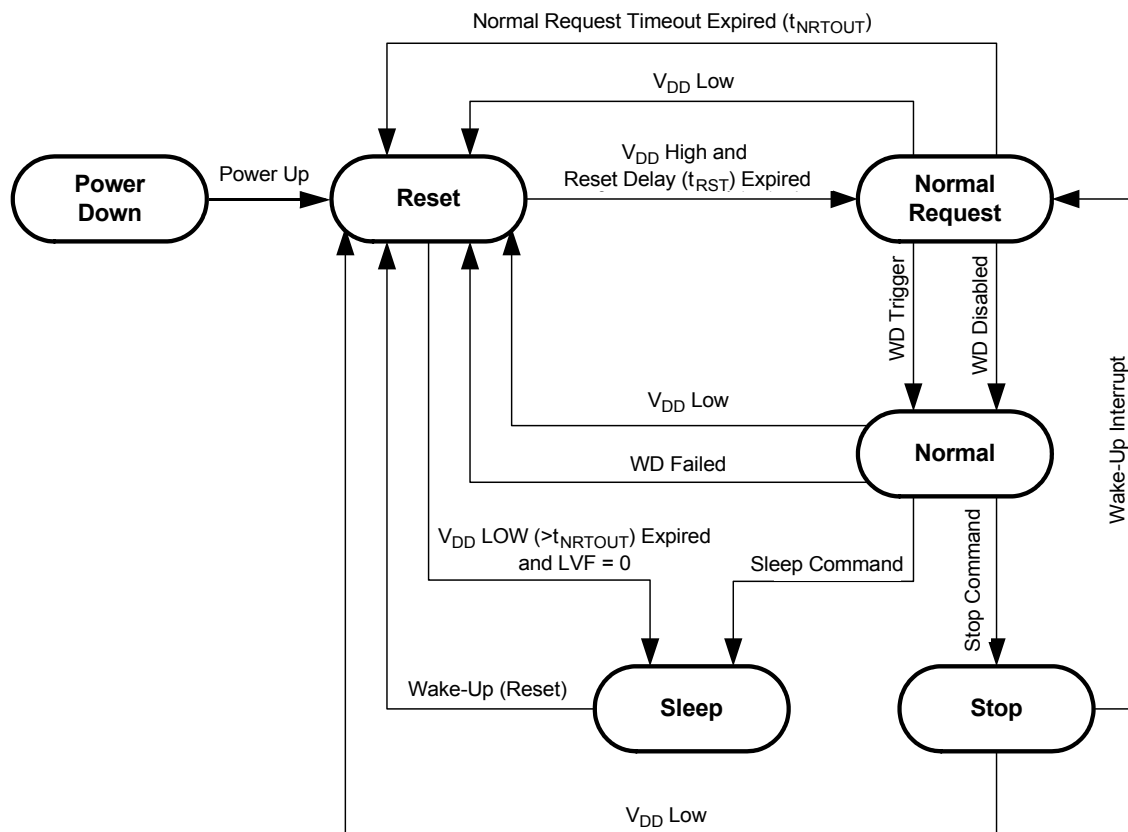 Normal Request Timeout Expired (tNRTOUT)
VDD Low
Power
Down
Power Up
Reset
VDD High and
Reset Delay (tRST) Expired
Normal
Request
WD Trigger
WD Disabled
Wake-Up Interrupt
VDD Low
Normal
WD Failed
VDD LOW (>tNRTOUT) Expired
and LVF = 0
Sleep Command
Stop Command
Wake-Up (Reset)
Sleep
Stop
VDD Low